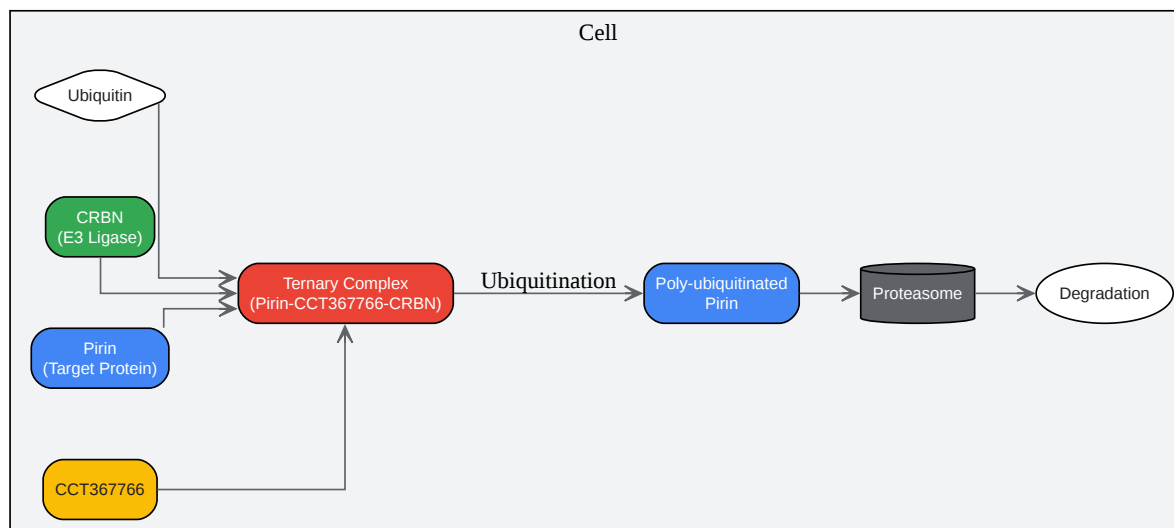 Cell
Ubiquitin
CRBN
(E3 Ligase)
Ternary Complex
(Pirin-CCT367766-CRBN)
Ubiquitination
Poly-ubiquitinated
Pirin
Proteasome
Degradation
Pirin
(Target Protein)
CCT367766